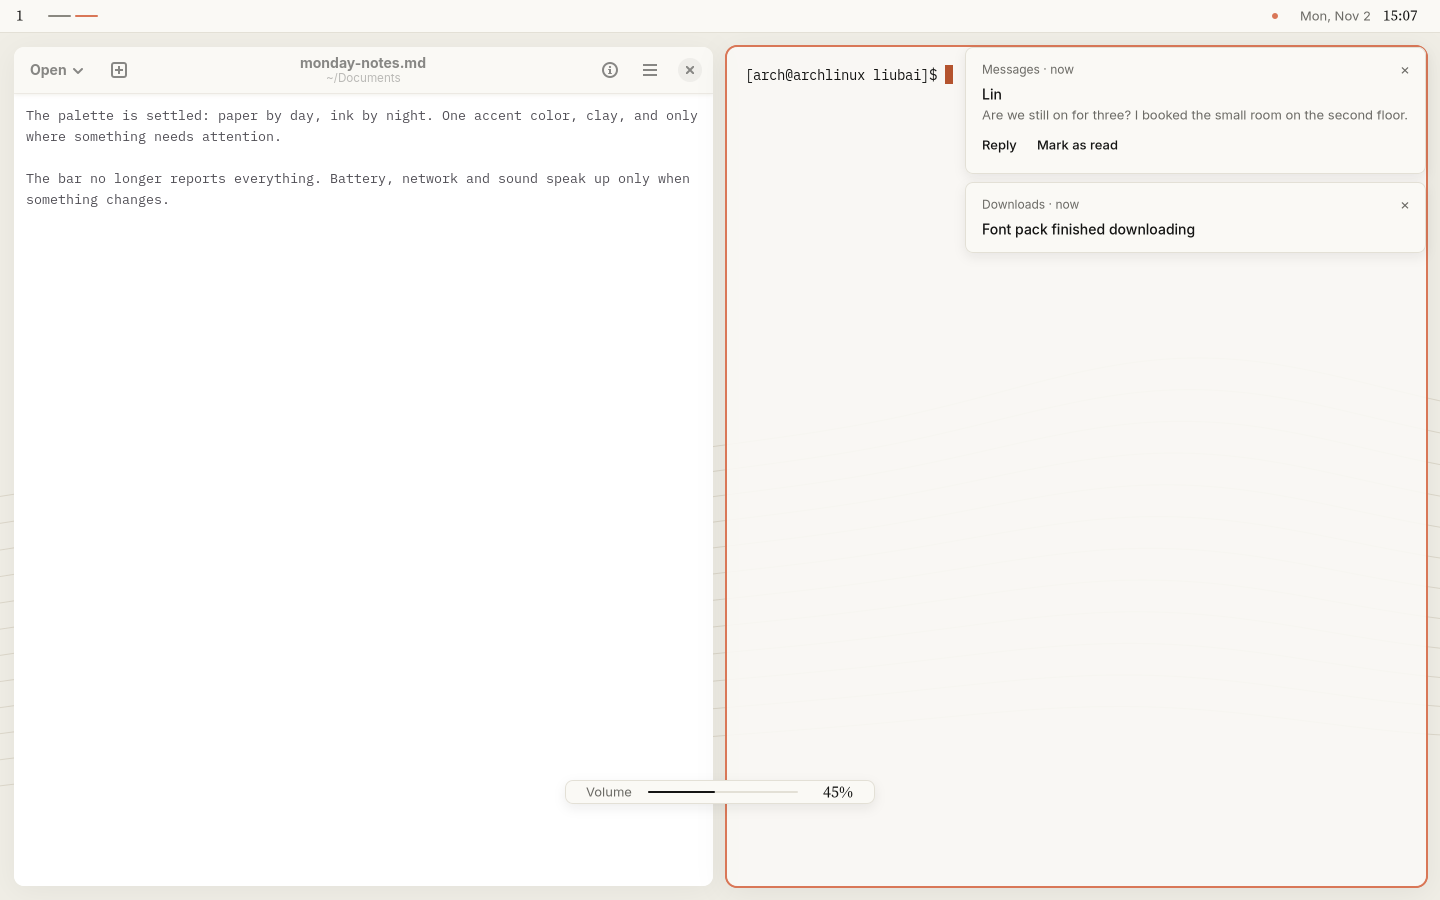 1
Mon, Nov 2 15:07
Open
monday-notes.md
~/Documents
The palette is settled: paper by day, ink by night. One accent color, clay, and only
where something needs attention.
The bar no longer reports everything. Battery, network and sound speak up only when
something changes.
[arch@archlinux liubai]$
Messages · now
Lin
Are we still on for three? I booked the small room on the second floor.
Reply Mark as read
Downloads · now
Font pack finished downloading
Volume 45%